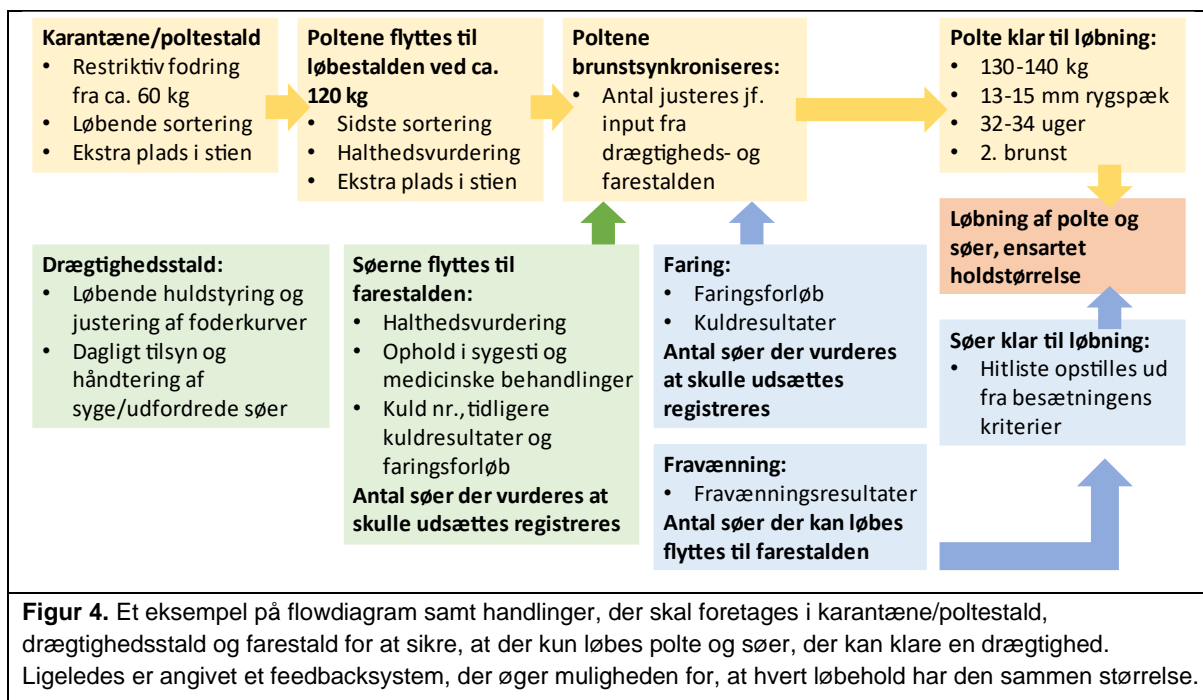 Karantæne/poltestald
• Restriktiv fodring
fra ca. 60 kg
• Løbende sortering
• Ekstra plads i stien
Poltene flyttes til
løbestalden ved ca.
120 kg
• Sidste sortering
• Halthedsvurdering
• Ekstra plads i stien
Poltene
brunstsynkroniseres:
• Antal justeres jf.
input fra
drægtigheds- og
farestalden
Polte klar til løbning:
• 130-140 kg
• 13-15 mm rygspæk
• 32-34 uger
• 2. brunst
Løbning af polte og
søer, ensartet
holdstørrelse
Drægtighedsstald:
• Løbende huldstyring og
justering af foderkurver
• Dagligt tilsyn og
håndtering af
syge/udfordrede søer
Søerne flyttes til
farestalden:
• Halthedsvurdering
• Ophold i sygesti og
medicinske behandlinger
• Kuld nr., tidligere
kuldresultater og
faringsforløb
Antal søer der vurderes at
skulle udsættes registreres
Faring:
• Faringsforløb
• Kuldresultater
Antal søer der vurderes
at skulle udsættes
registreres
Fravænning:
• Fravænningsresultater
Antal søer der kan løbes
flyttes til farestalden
Søer klar til løbning:
• Hitliste opstilles ud
fra besætningens
kriterier
Figur 4. Et eksempel på flowdiagram samt handlinger, der skal foretages i karantæne/poltestald,
drægtighedsstald og farestald for at sikre, at der kun løbes polte og søer, der kan klare en drægtighed.
Ligeledes er angivet et feedbacksystem, der øger muligheden for, at hvert løbehold har den sammen størrelse.